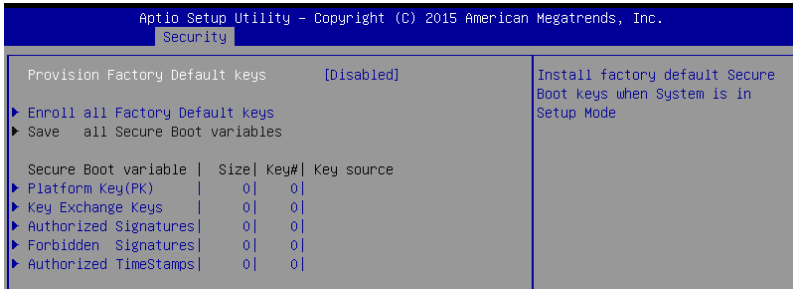 Aptio Setup Utility – Copyright (C) 2015 American Megatrends, Inc.
Security
Provision Factory Default keys [Disabled]
Enroll all Factory Default keys
Save all Secure Boot variables
Secure Boot variable | Size| Key#| Key source
Platform Key(PK) | 0| 0|
Key Exchange Keys | 0| 0|
Authorized Signatures| 0| 0|
Forbidden Signatures| 0| 0|
Authorized TimeStamps| 0| 0|
Install factory default Secure
Boot keys when System is in
Setup Mode